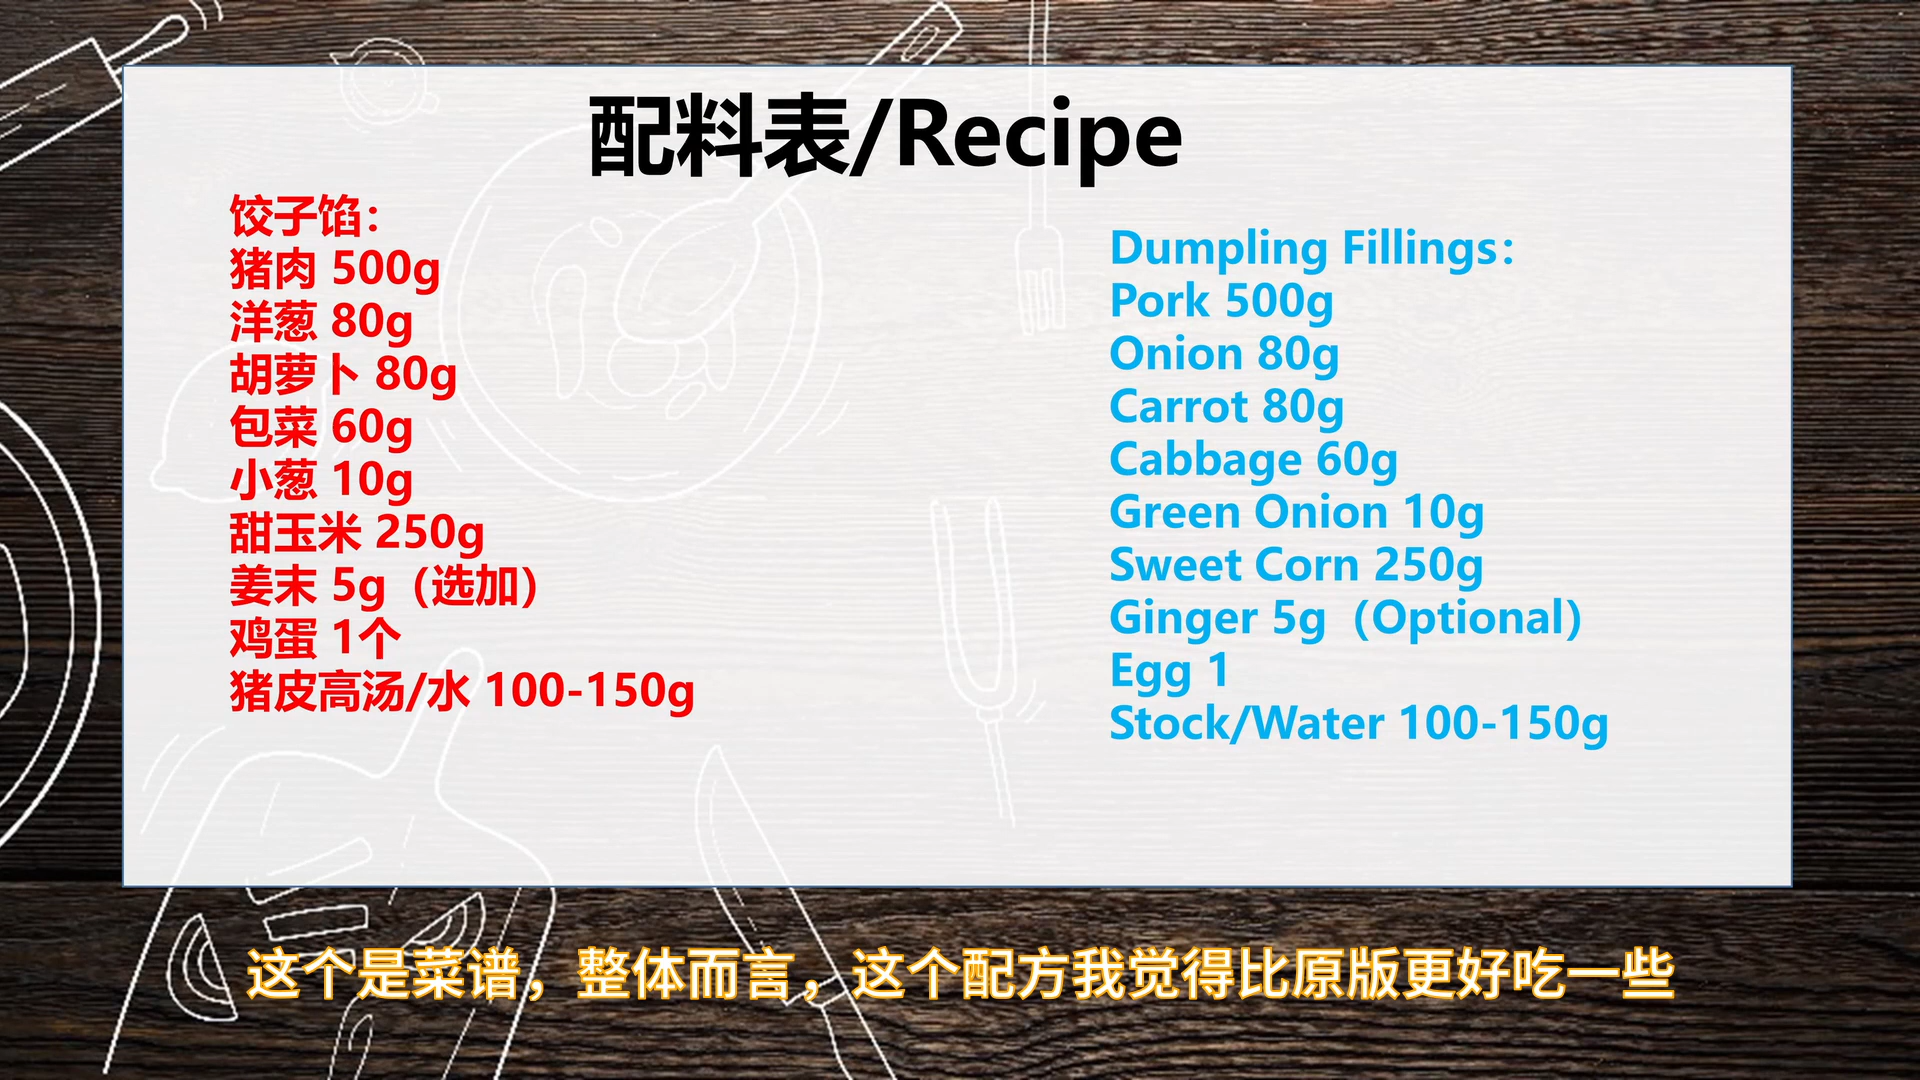 配料表/Recipe
饺子馅：
猪肉 500g
洋葱 80g
胡萝卜 80g
包菜 60g
小葱 10g
甜玉米 250g
姜末 5g（选加）
鸡蛋 1个
猪皮高汤/水 100-150g
Dumpling Fillings：
Pork 500g
Onion 80g
Carrot 80g
Cabbage 60g
Green Onion 10g
Sweet Corn 250g
Ginger 5g（Optional）
Egg 1
Stock/Water 100-150g
这个是菜谱，整体而言，这个配方我觉得比原版更好吃一些